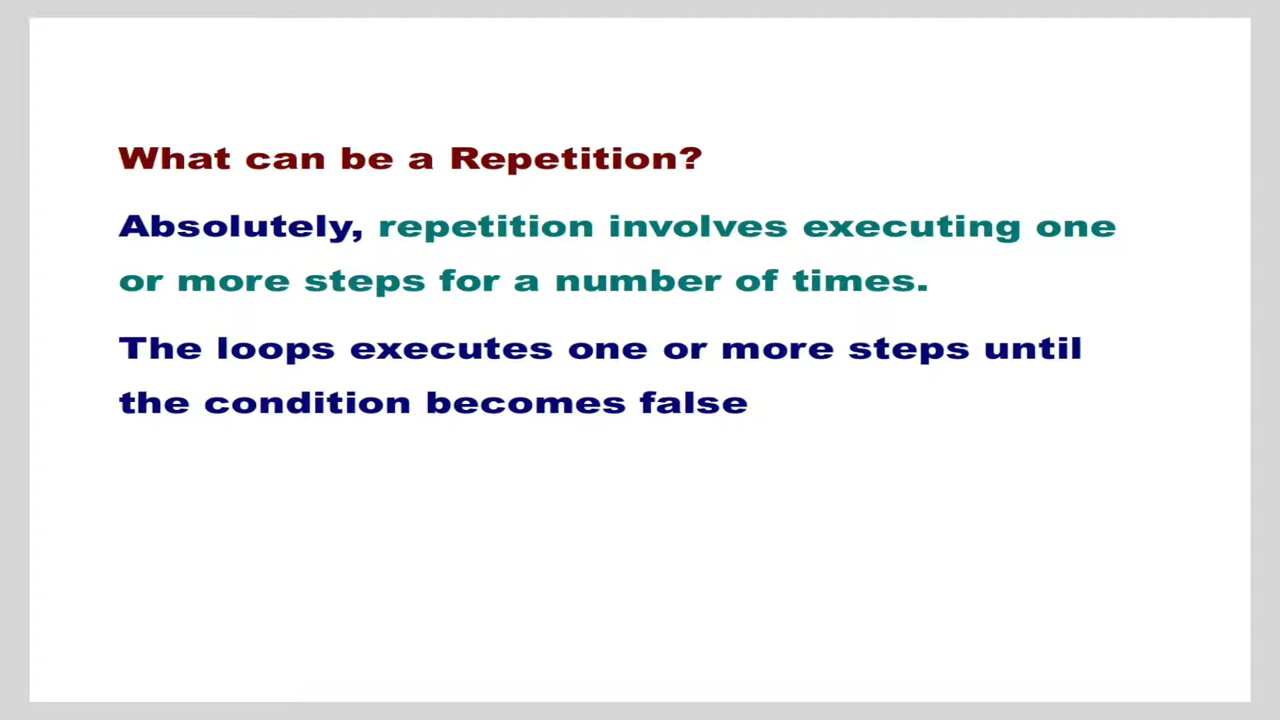 What can be a Repetition?
Absolutely, repetition involves executing one
or more steps for a number of times.
The loops executes one or more steps until
the condition becomes false